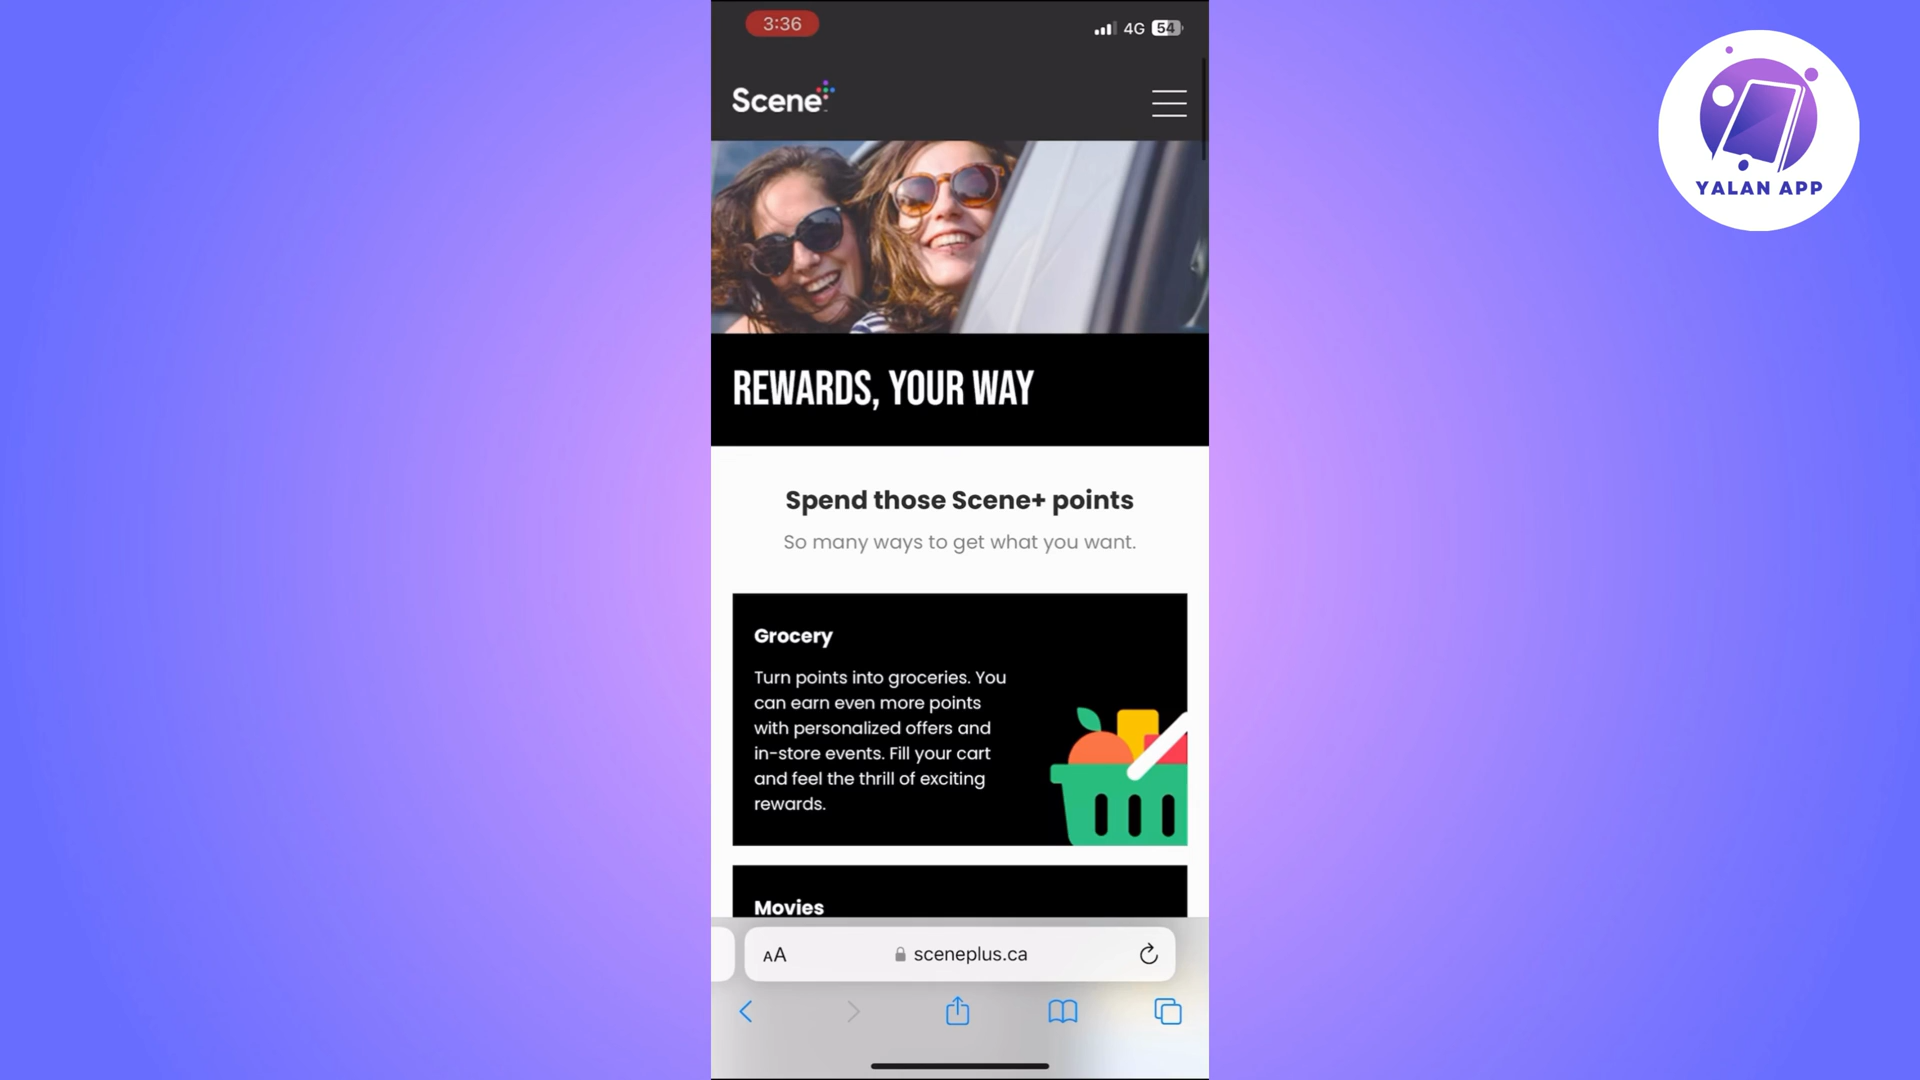 3:36
4G 54
Scene+
YALAN APP
REWARDS, YOUR WAY
Spend those Scene+ points
So many ways to get what you want.
Grocery
Turn points into groceries. You
can earn even more points
with personalized offers and
in-store events. Fill your cart
and feel the thrill of exciting
rewards.
Movies
AA sceneplus.ca